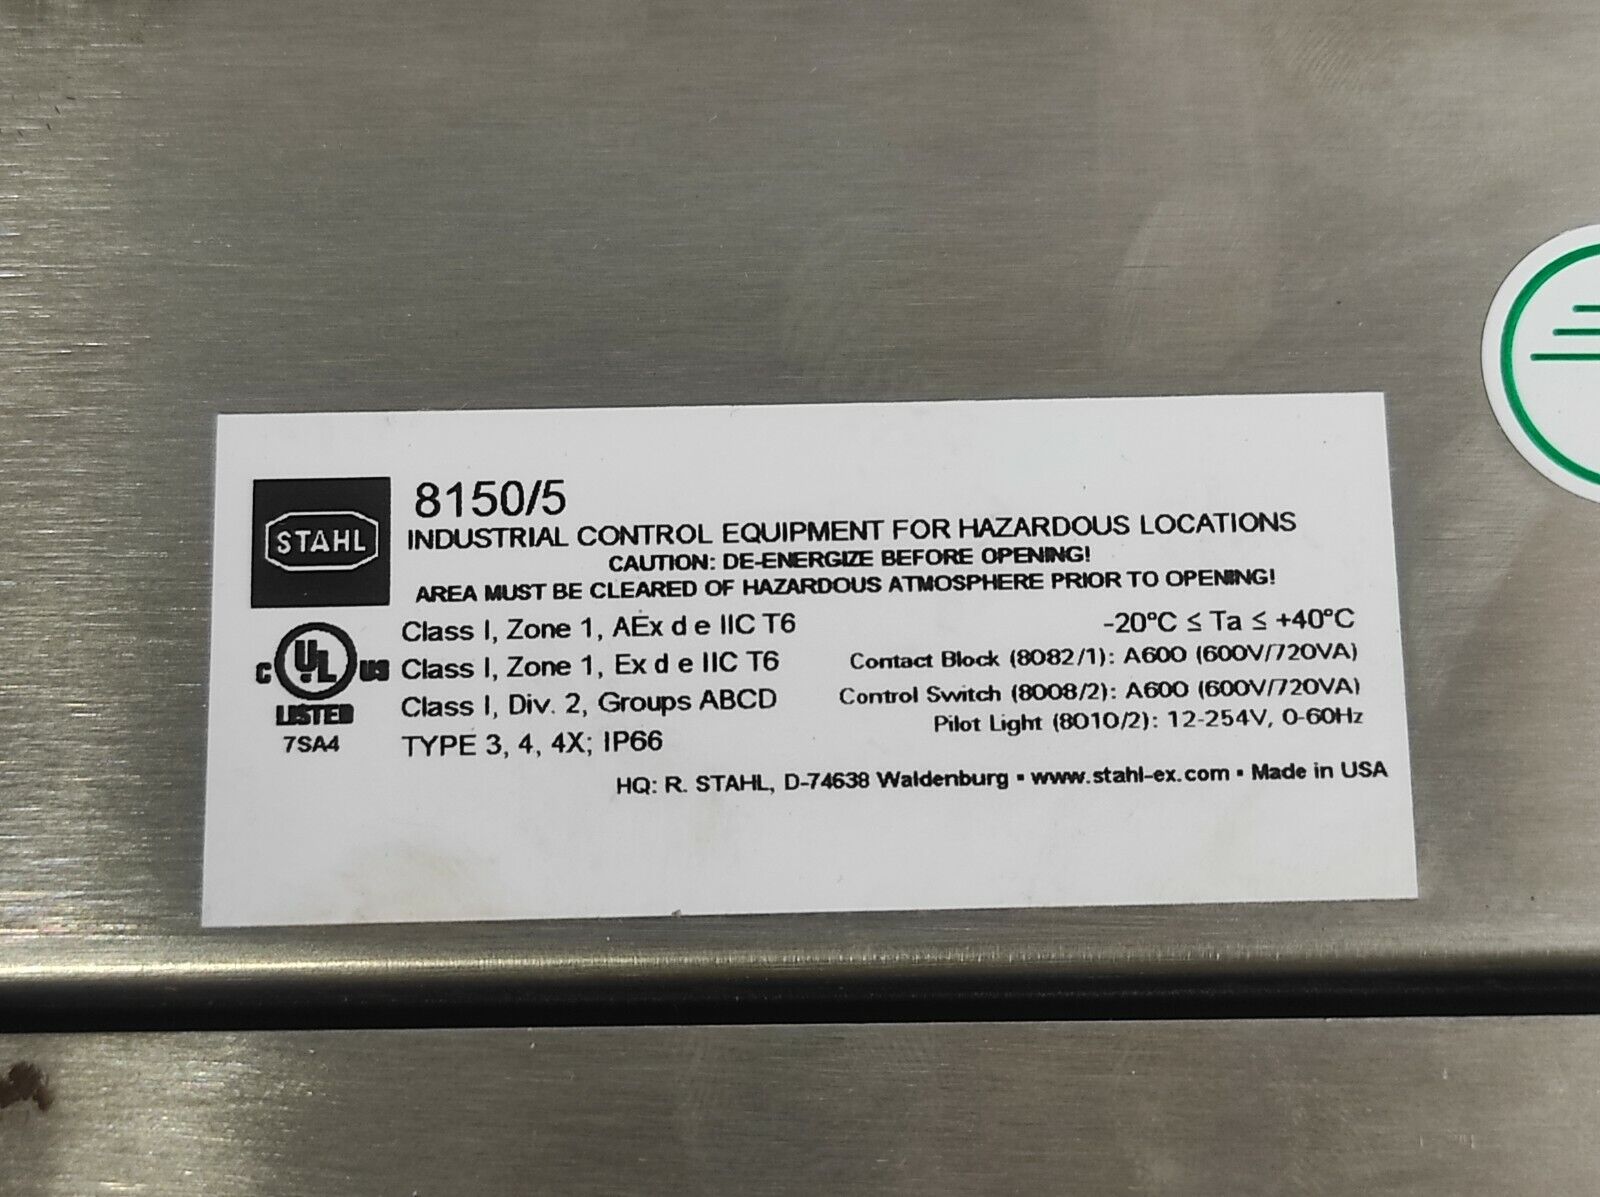 STAHL
8150/5
INDUSTRIAL CONTROL EQUIPMENT FOR HAZARDOUS LOCATIONS
CAUTION: DE-ENERGIZE BEFORE OPENING!
AREA MUST BE CLEARED OF HAZARDOUS ATMOSPHERE PRIOR TO OPENING!
C UL US
LISTED
7SA4
Class I, Zone 1, AEx d e IIC T6
Class I, Zone 1, Ex d e IIC T6
Class I, Div. 2, Groups ABCD
TYPE 3, 4, 4X; IP66
-20°C ≤ Ta ≤ +40°C
Contact Block (8082/1): A600 (600V/720VA)
Control Switch (8008/2): A600 (600V/720VA)
Pilot Light (8010/2): 12-254V, 0-60Hz
HQ: R. STAHL, D-74638 Waldenburg ▪ www.stahl-ex.com ▪ Made in USA